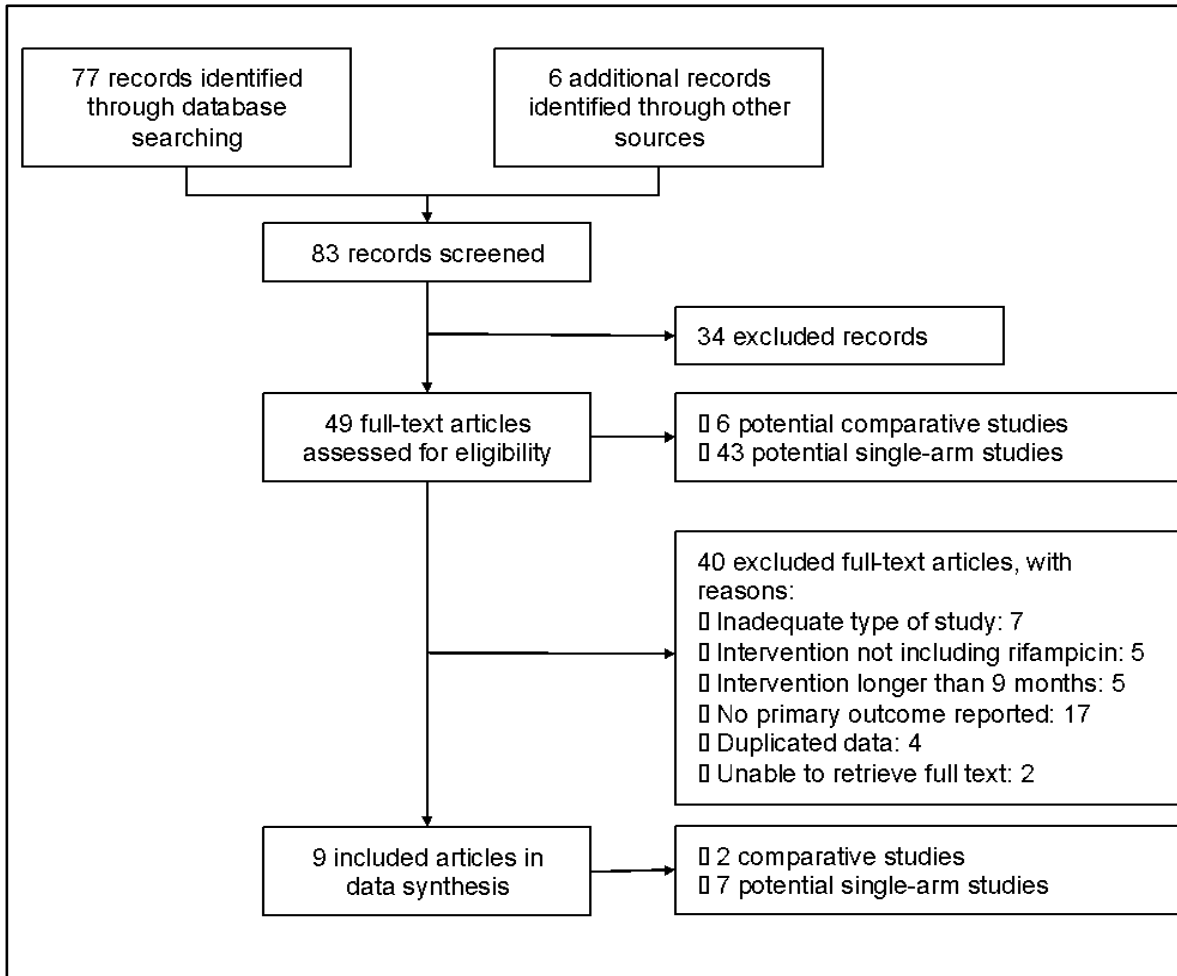 77 records identified
through database
searching
6 additional records
identified through other
sources
83 records screened
34 excluded records
49 full-text articles
assessed for eligibility
▯ 6 potential comparative studies
▯ 43 potential single-arm studies
40 excluded full-text articles, with
reasons:
▯ Inadequate type of study: 7
▯ Intervention not including rifampicin: 5
▯ Intervention longer than 9 months: 5
▯ No primary outcome reported: 17
▯ Duplicated data: 4
▯ Unable to retrieve full text: 2
9 included articles in
data synthesis
▯ 2 comparative studies
▯ 7 potential single-arm studies